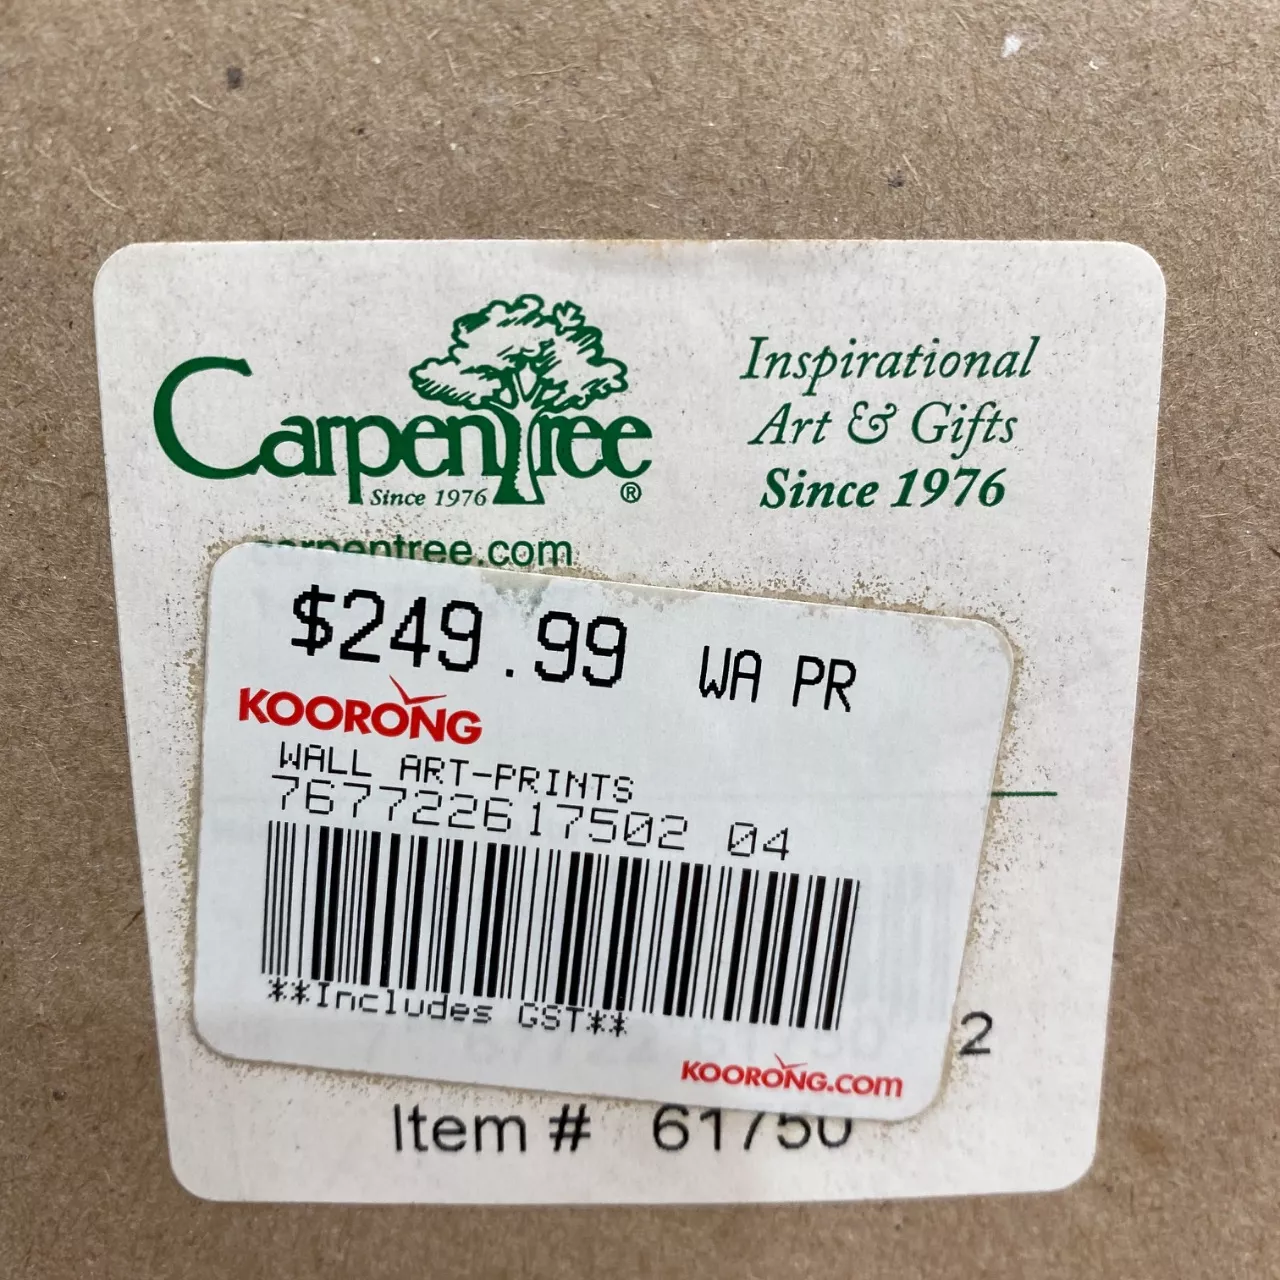 CarpenTree
Since 1976
®
Inspirational
Art & Gifts
Since 1976
carpentree.com
$249.99 WA PR
KOORONG
WALL ART-PRINTS
767722617502 04
**Includes GST**
2
KOORONG.com
Item # 61750